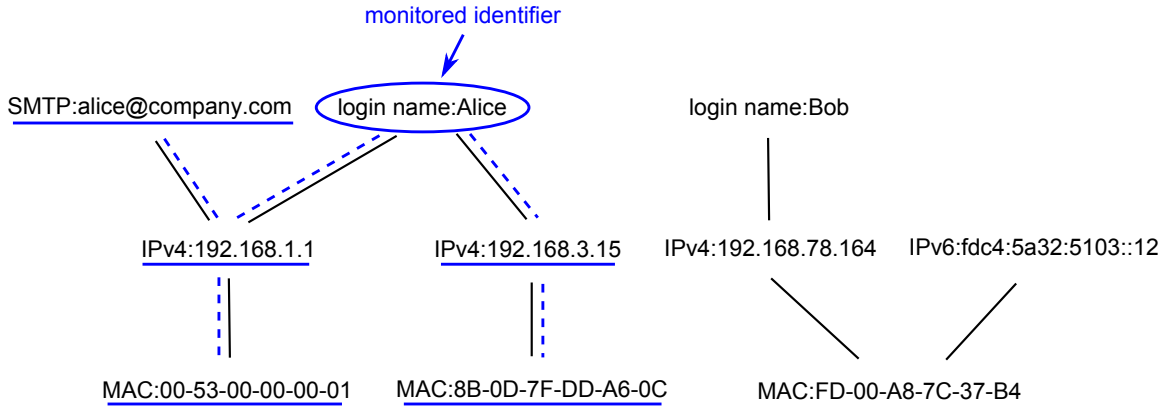 monitored identifier
SMTP:alice@company.com
login name:Alice
login name:Bob
IPv4:192.168.1.1
IPv4:192.168.3.15
IPv4:192.168.78.164
IPv6:fdc4:5a32:5103::12
MAC:00-53-00-00-00-01
MAC:8B-0D-7F-DD-A6-0C
MAC:FD-00-A8-7C-37-B4